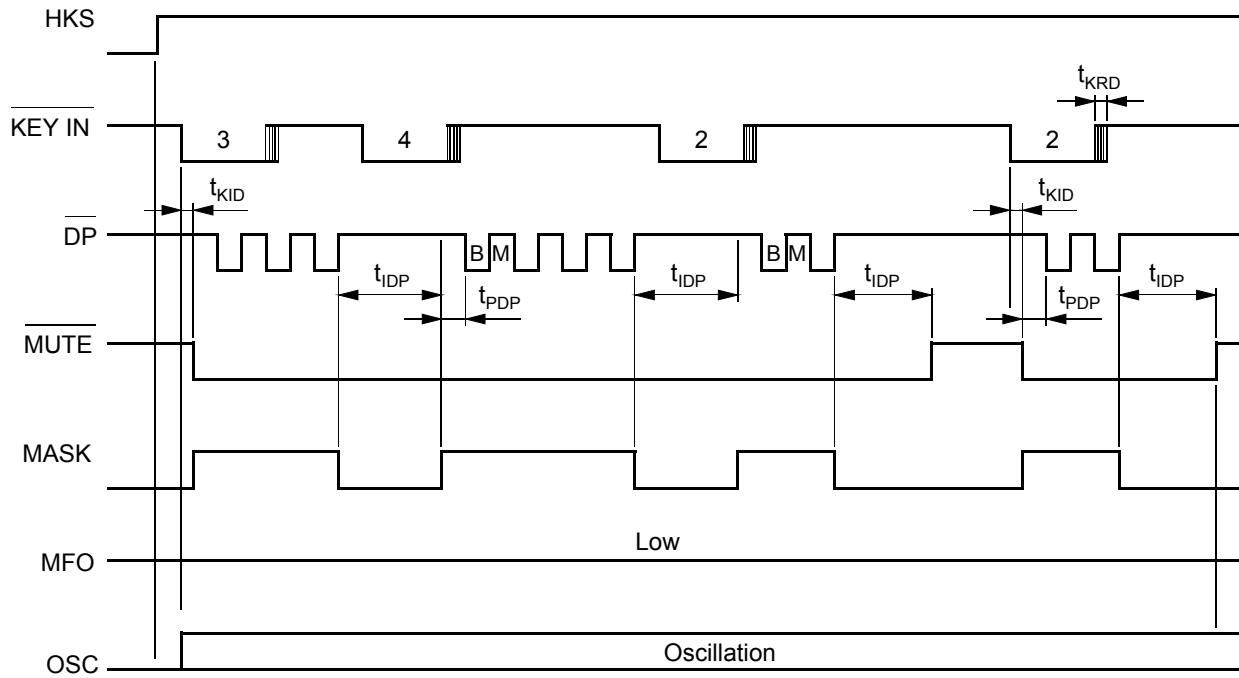 HKS
tKRD
KEY IN
3
4
2
2
tKID
tKID
DP
B
M
B
M
tIDP
tPDP
tIDP
tIDP
tPDP
tIDP
MUTE
MASK
Low
MFO
Oscillation
OSC